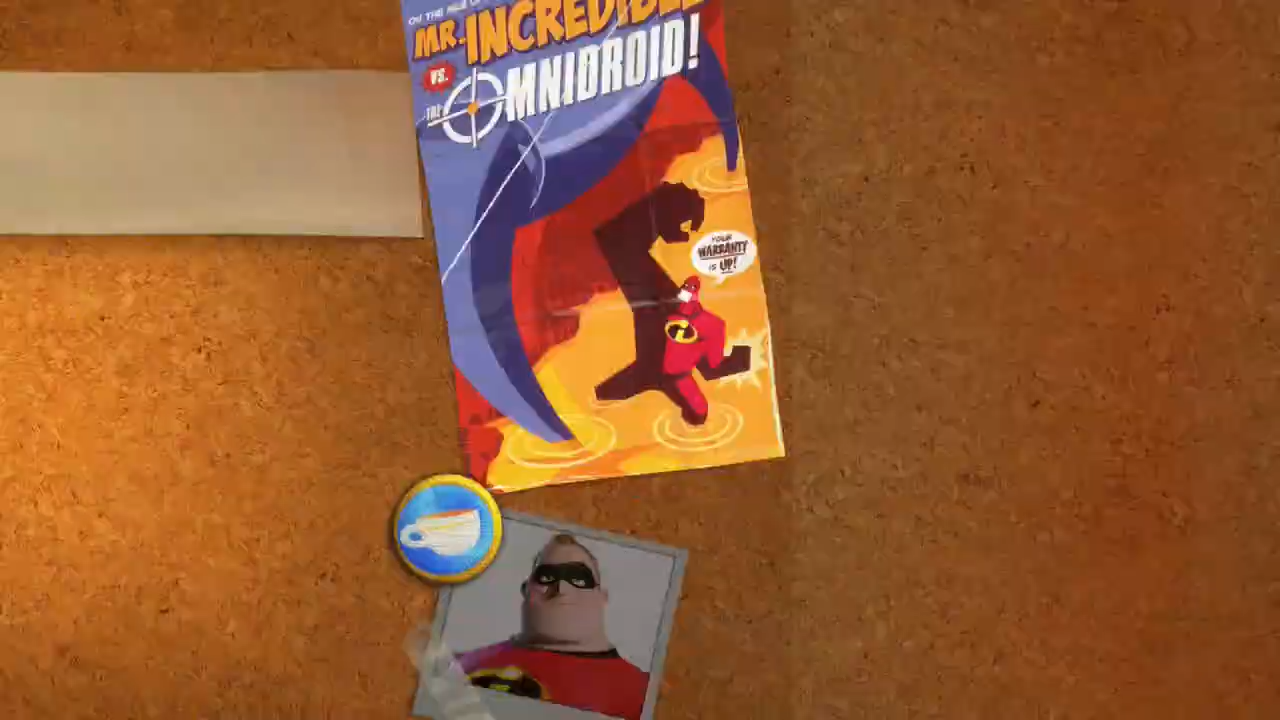 MR. INCREDIBLE
VS.
THE OMNIDROID!
YOUR
WARRANTY
IS UP!